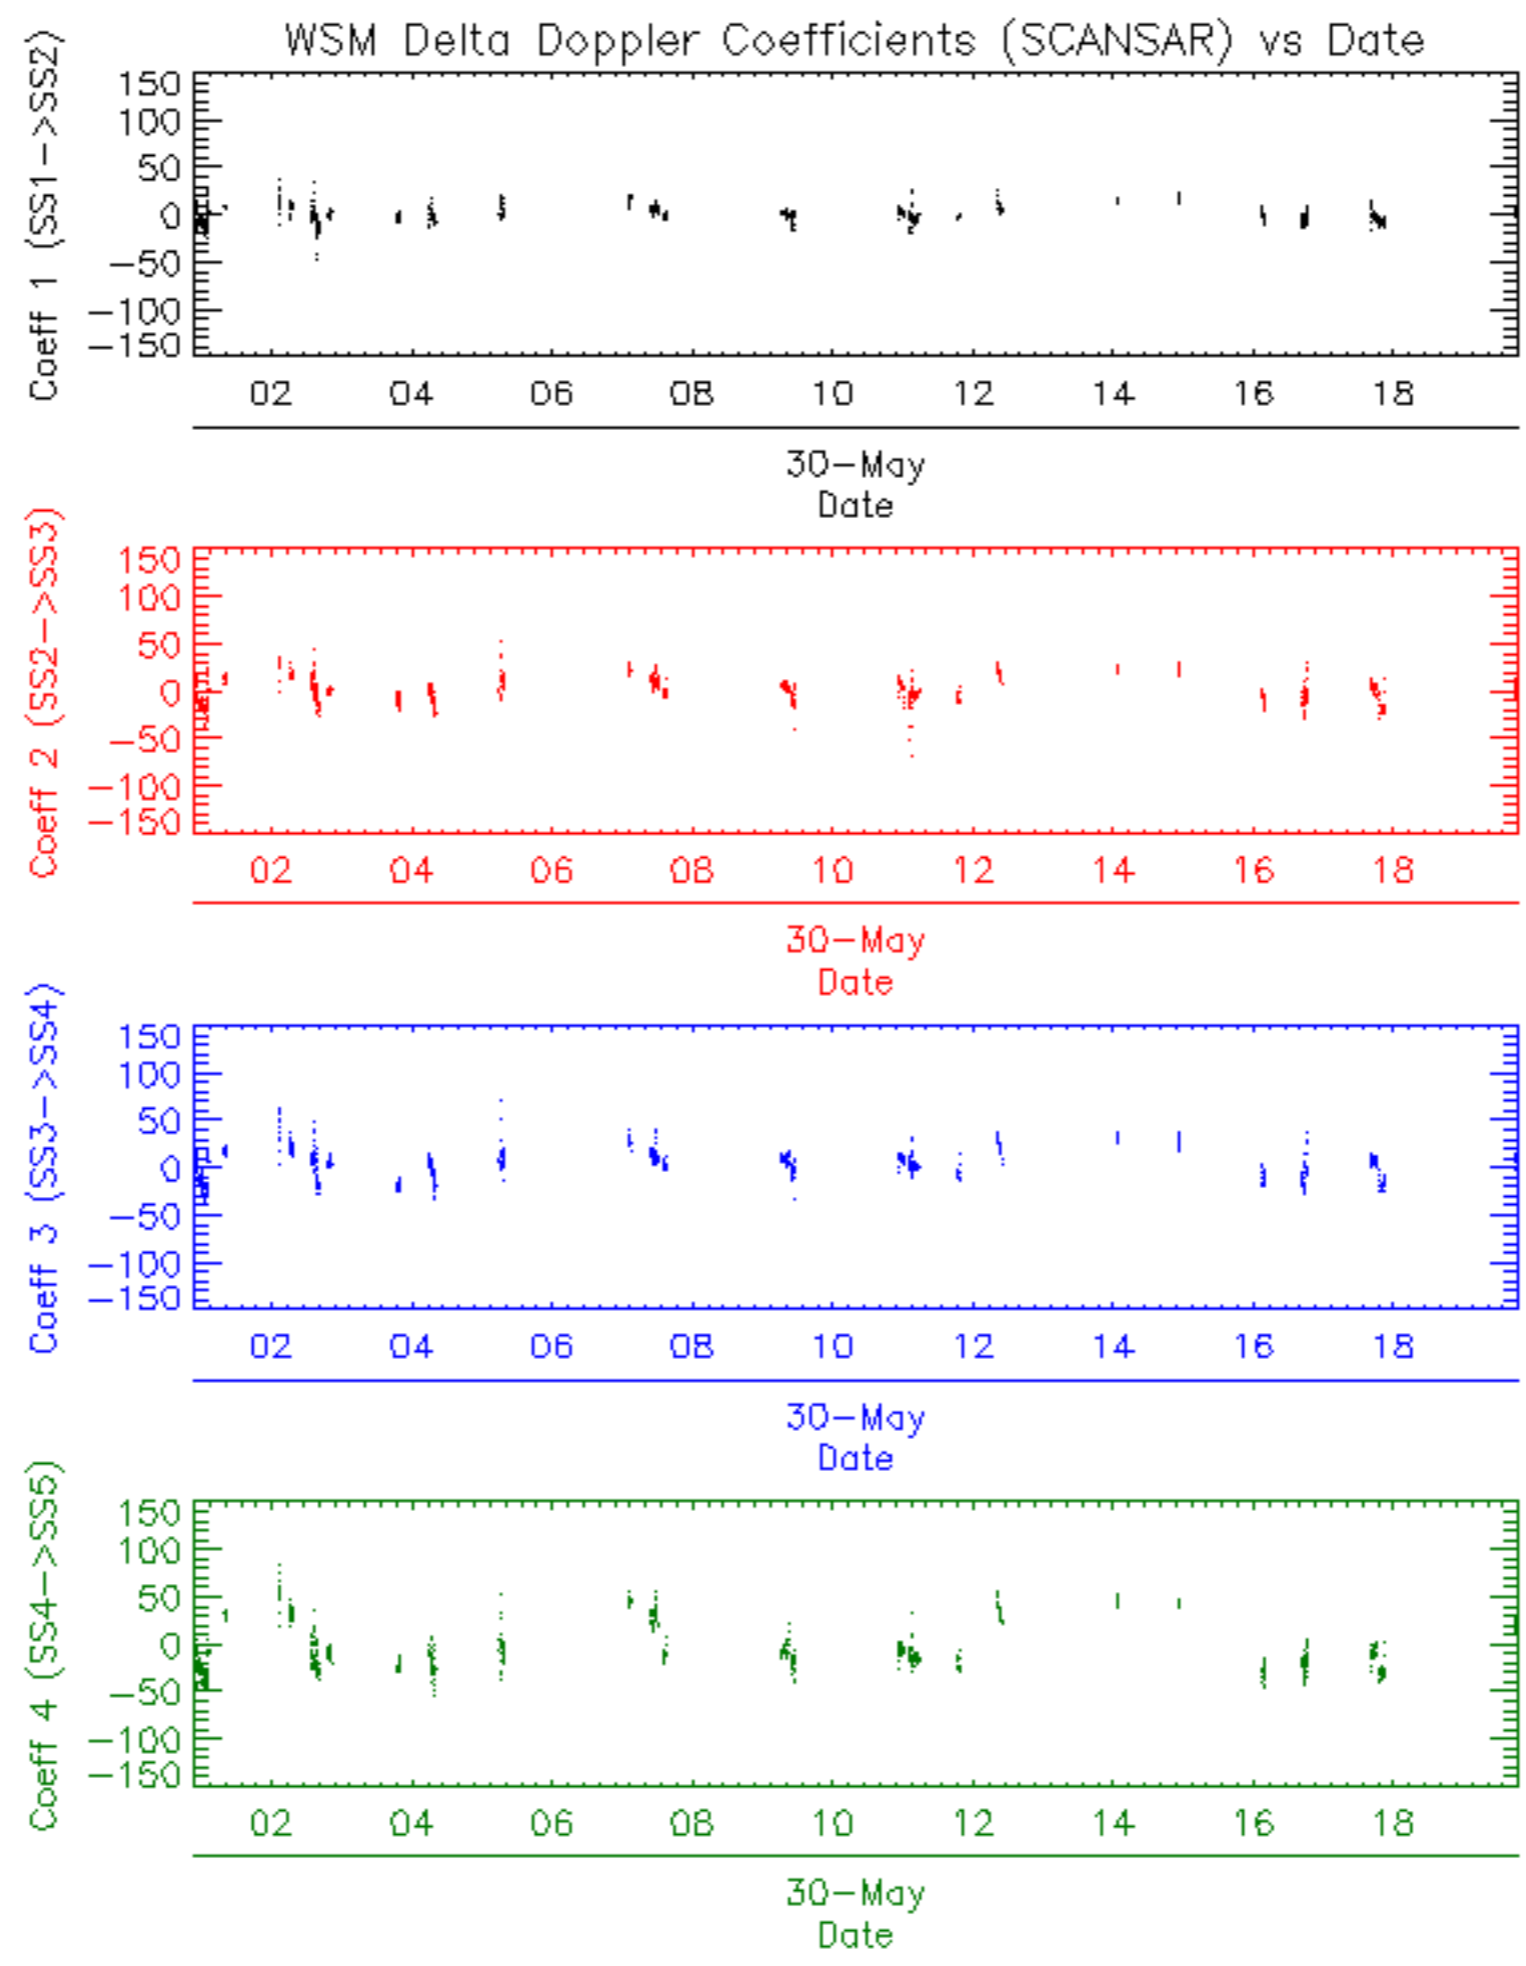 WSM Delta Doppler Coefficients (SCANSAR) vs Date
Coeff 1 (SS1->SS2)
150
100
50
0
-50
-100
-150
02 04 06 08 10 12 14 16 18
30-May
Date
Coeff 2 (SS2->SS3)
150
100
50
0
-50
-100
-150
02 04 06 08 10 12 14 16 18
30-May
Date
Coeff 3 (SS3->SS4)
150
100
50
0
-50
-100
-150
02 04 06 08 10 12 14 16 18
30-May
Date
Coeff 4 (SS4->SS5)
150
100
50
0
-50
-100
-150
02 04 06 08 10 12 14 16 18
30-May
Date